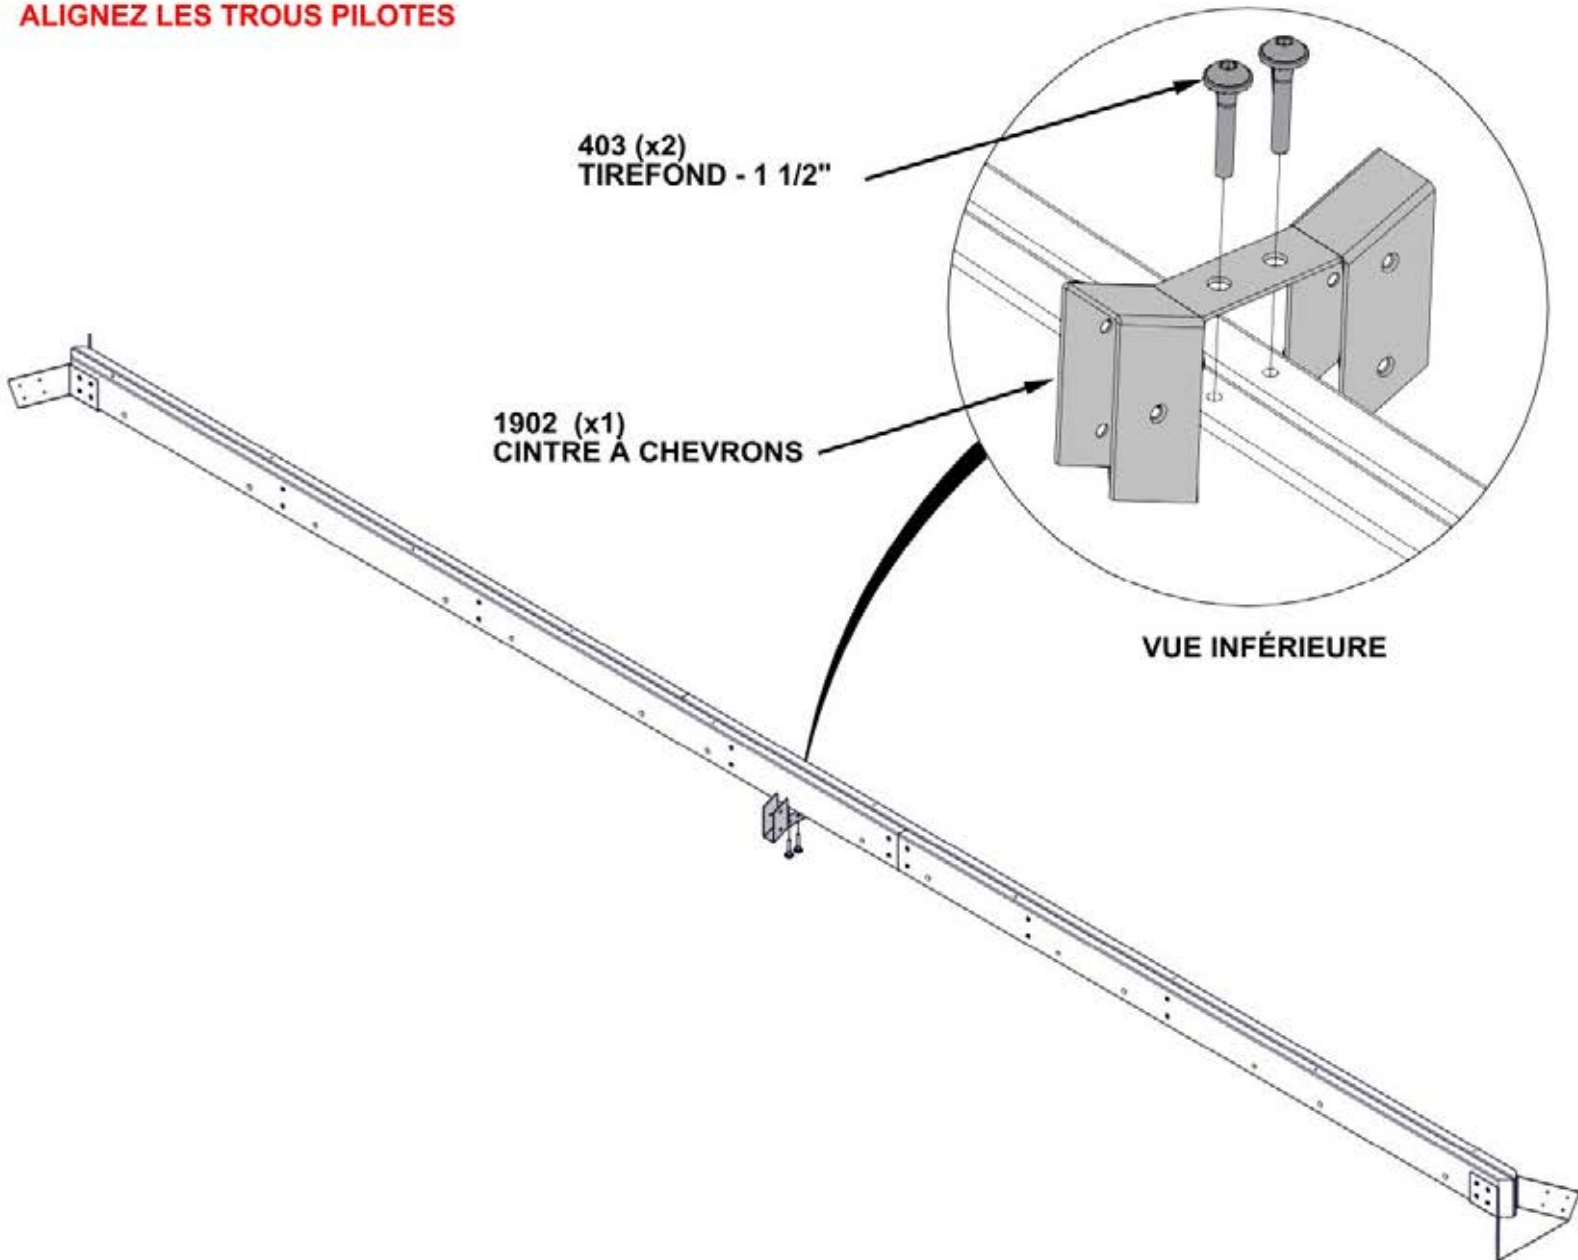 ALIGNEZ LES TROUS PILOTES
403 (x2)
TIREFOND - 1 1/2"
1902 (x1)
CINTRE À CHEVRONS
VUE INFÉRIEURE